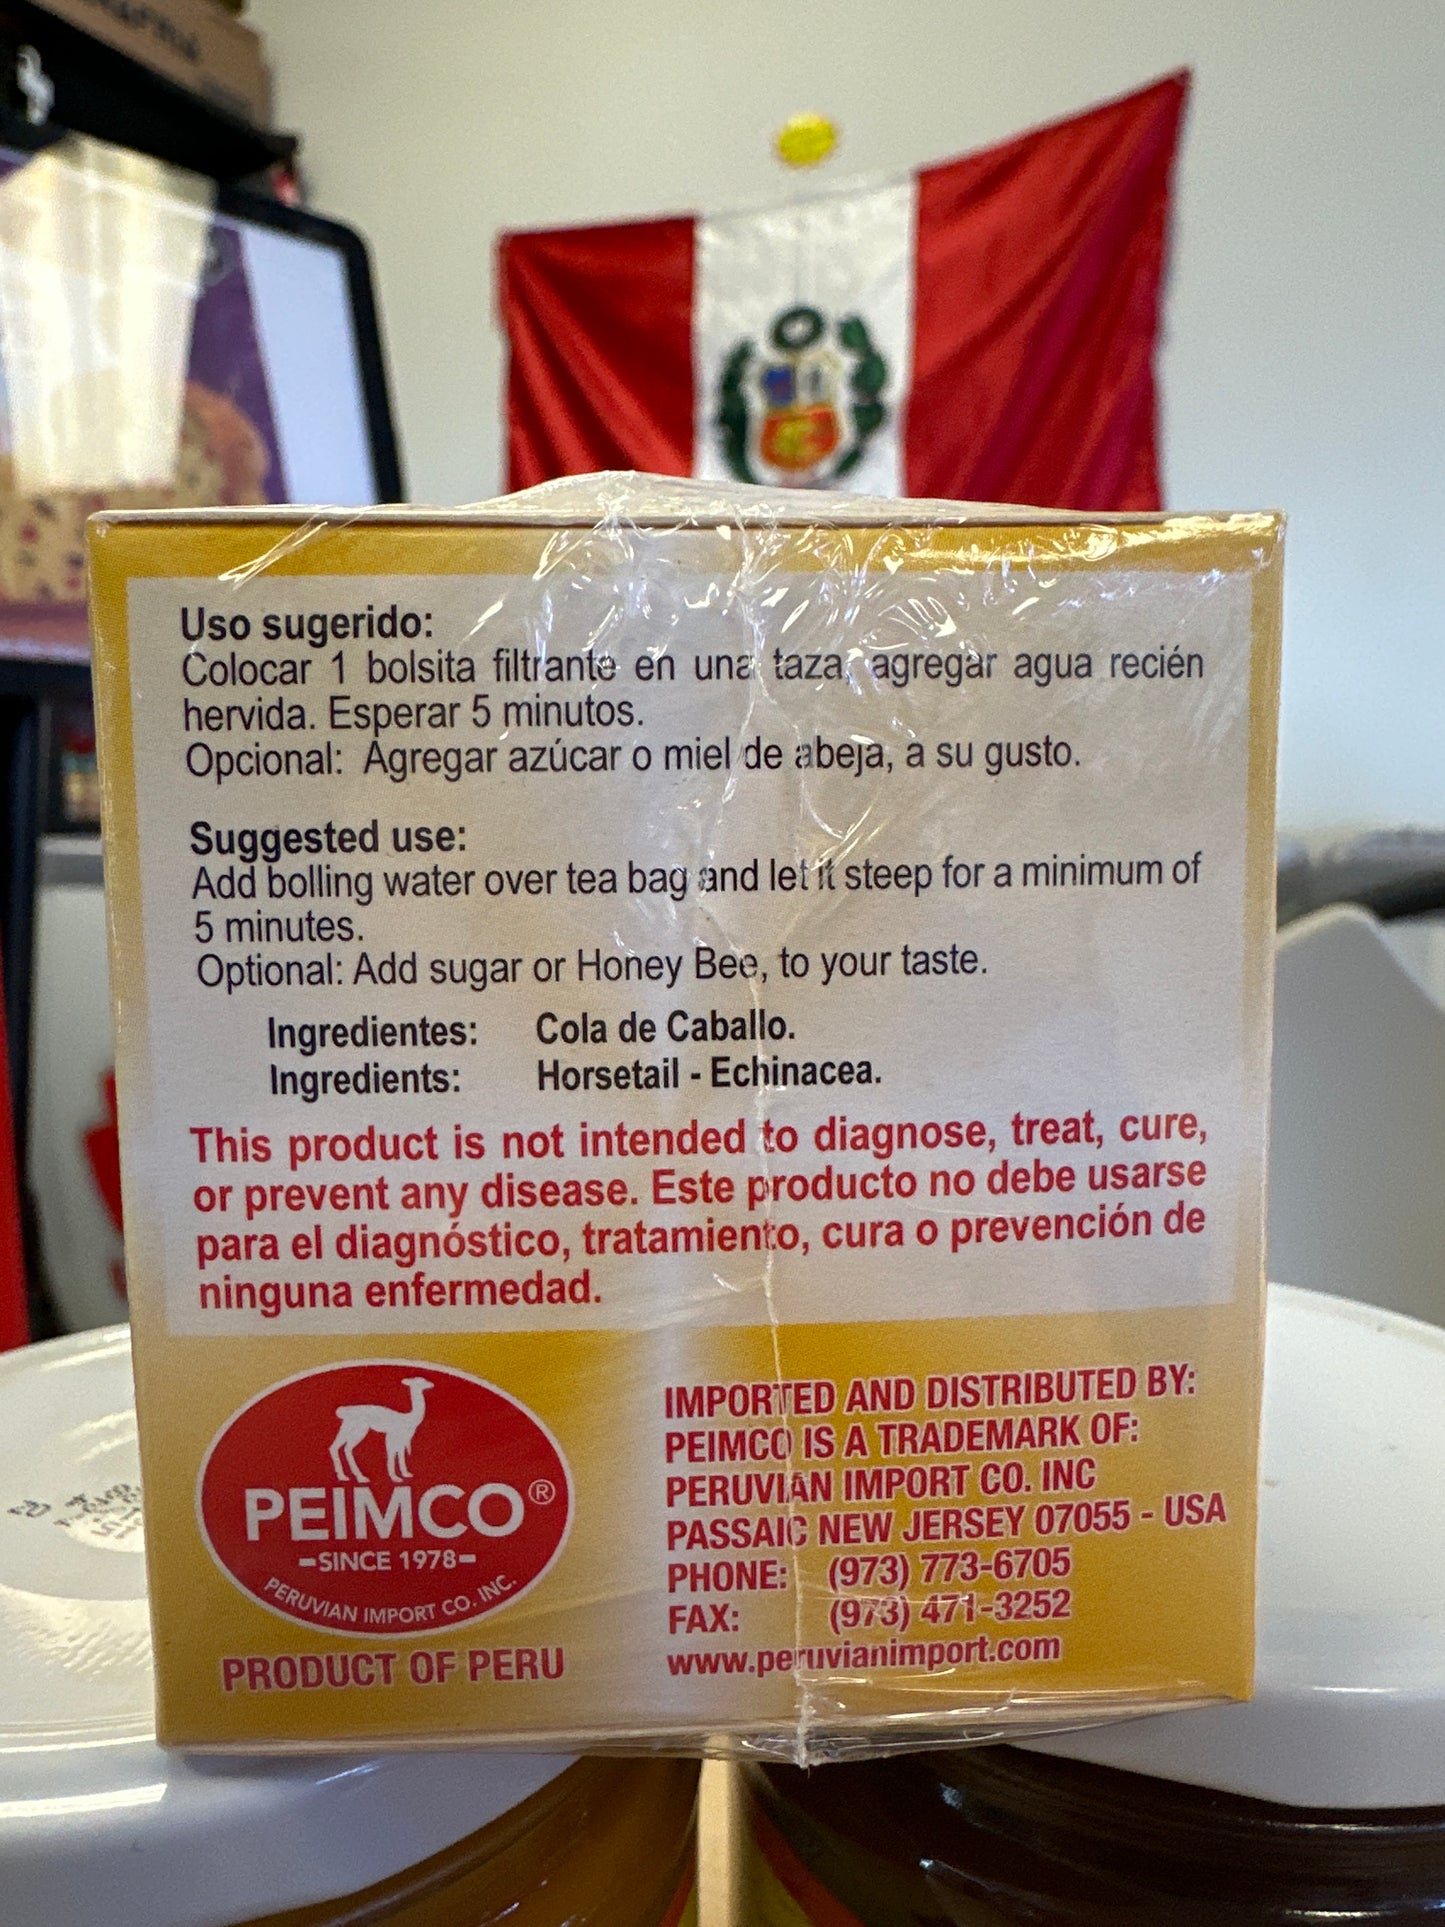 Uso sugerido:
Colocar 1 bolsita filtrante en una taza, agregar agua recién
hervida. Esperar 5 minutos.
Opcional: Agregar azúcar o miel de abeja, a su gusto.
Suggested use:
Add bolling water over tea bag and let it steep for a minimum of
5 minutes.
Optional: Add sugar or Honey Bee, to your taste.
Ingredientes: Cola de Caballo.
Ingredients: Horsetail - Echinacea.
This product is not intended to diagnose, treat, cure,
or prevent any disease. Este producto no debe usarse
para el diagnóstico, tratamiento, cura o prevención de
ninguna enfermedad.
PEIMCO®
SINCE 1978
PERUVIAN IMPORT CO. INC.
PRODUCT OF PERU
IMPORTED AND DISTRIBUTED BY:
PEIMCO IS A TRADEMARK OF:
PERUVIAN IMPORT CO. INC
PASSAIC NEW JERSEY 07055 - USA
PHONE: (973) 773-6705
FAX: (973) 471-3252
www.peruvianimport.com